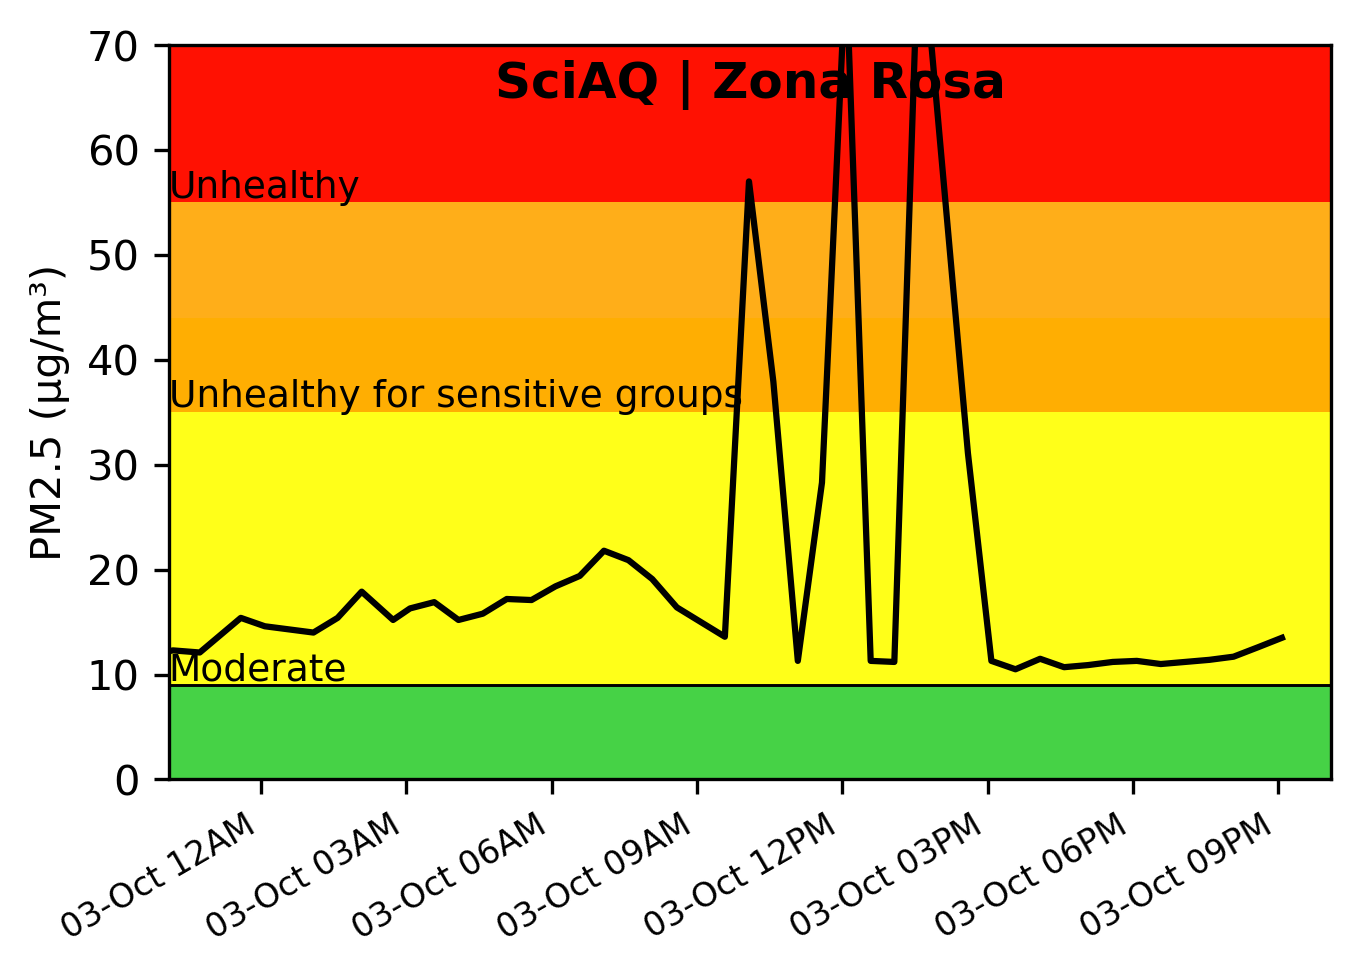 SciAQ | Zona Rosa
PM2.5 (µg/m³)
70
60
50
40
30
20
10
0
Unhealthy
Unhealthy for sensitive groups
Moderate
03-Oct 12AM
03-Oct 03AM
03-Oct 06AM
03-Oct 09AM
03-Oct 12PM
03-Oct 03PM
03-Oct 06PM
03-Oct 09PM